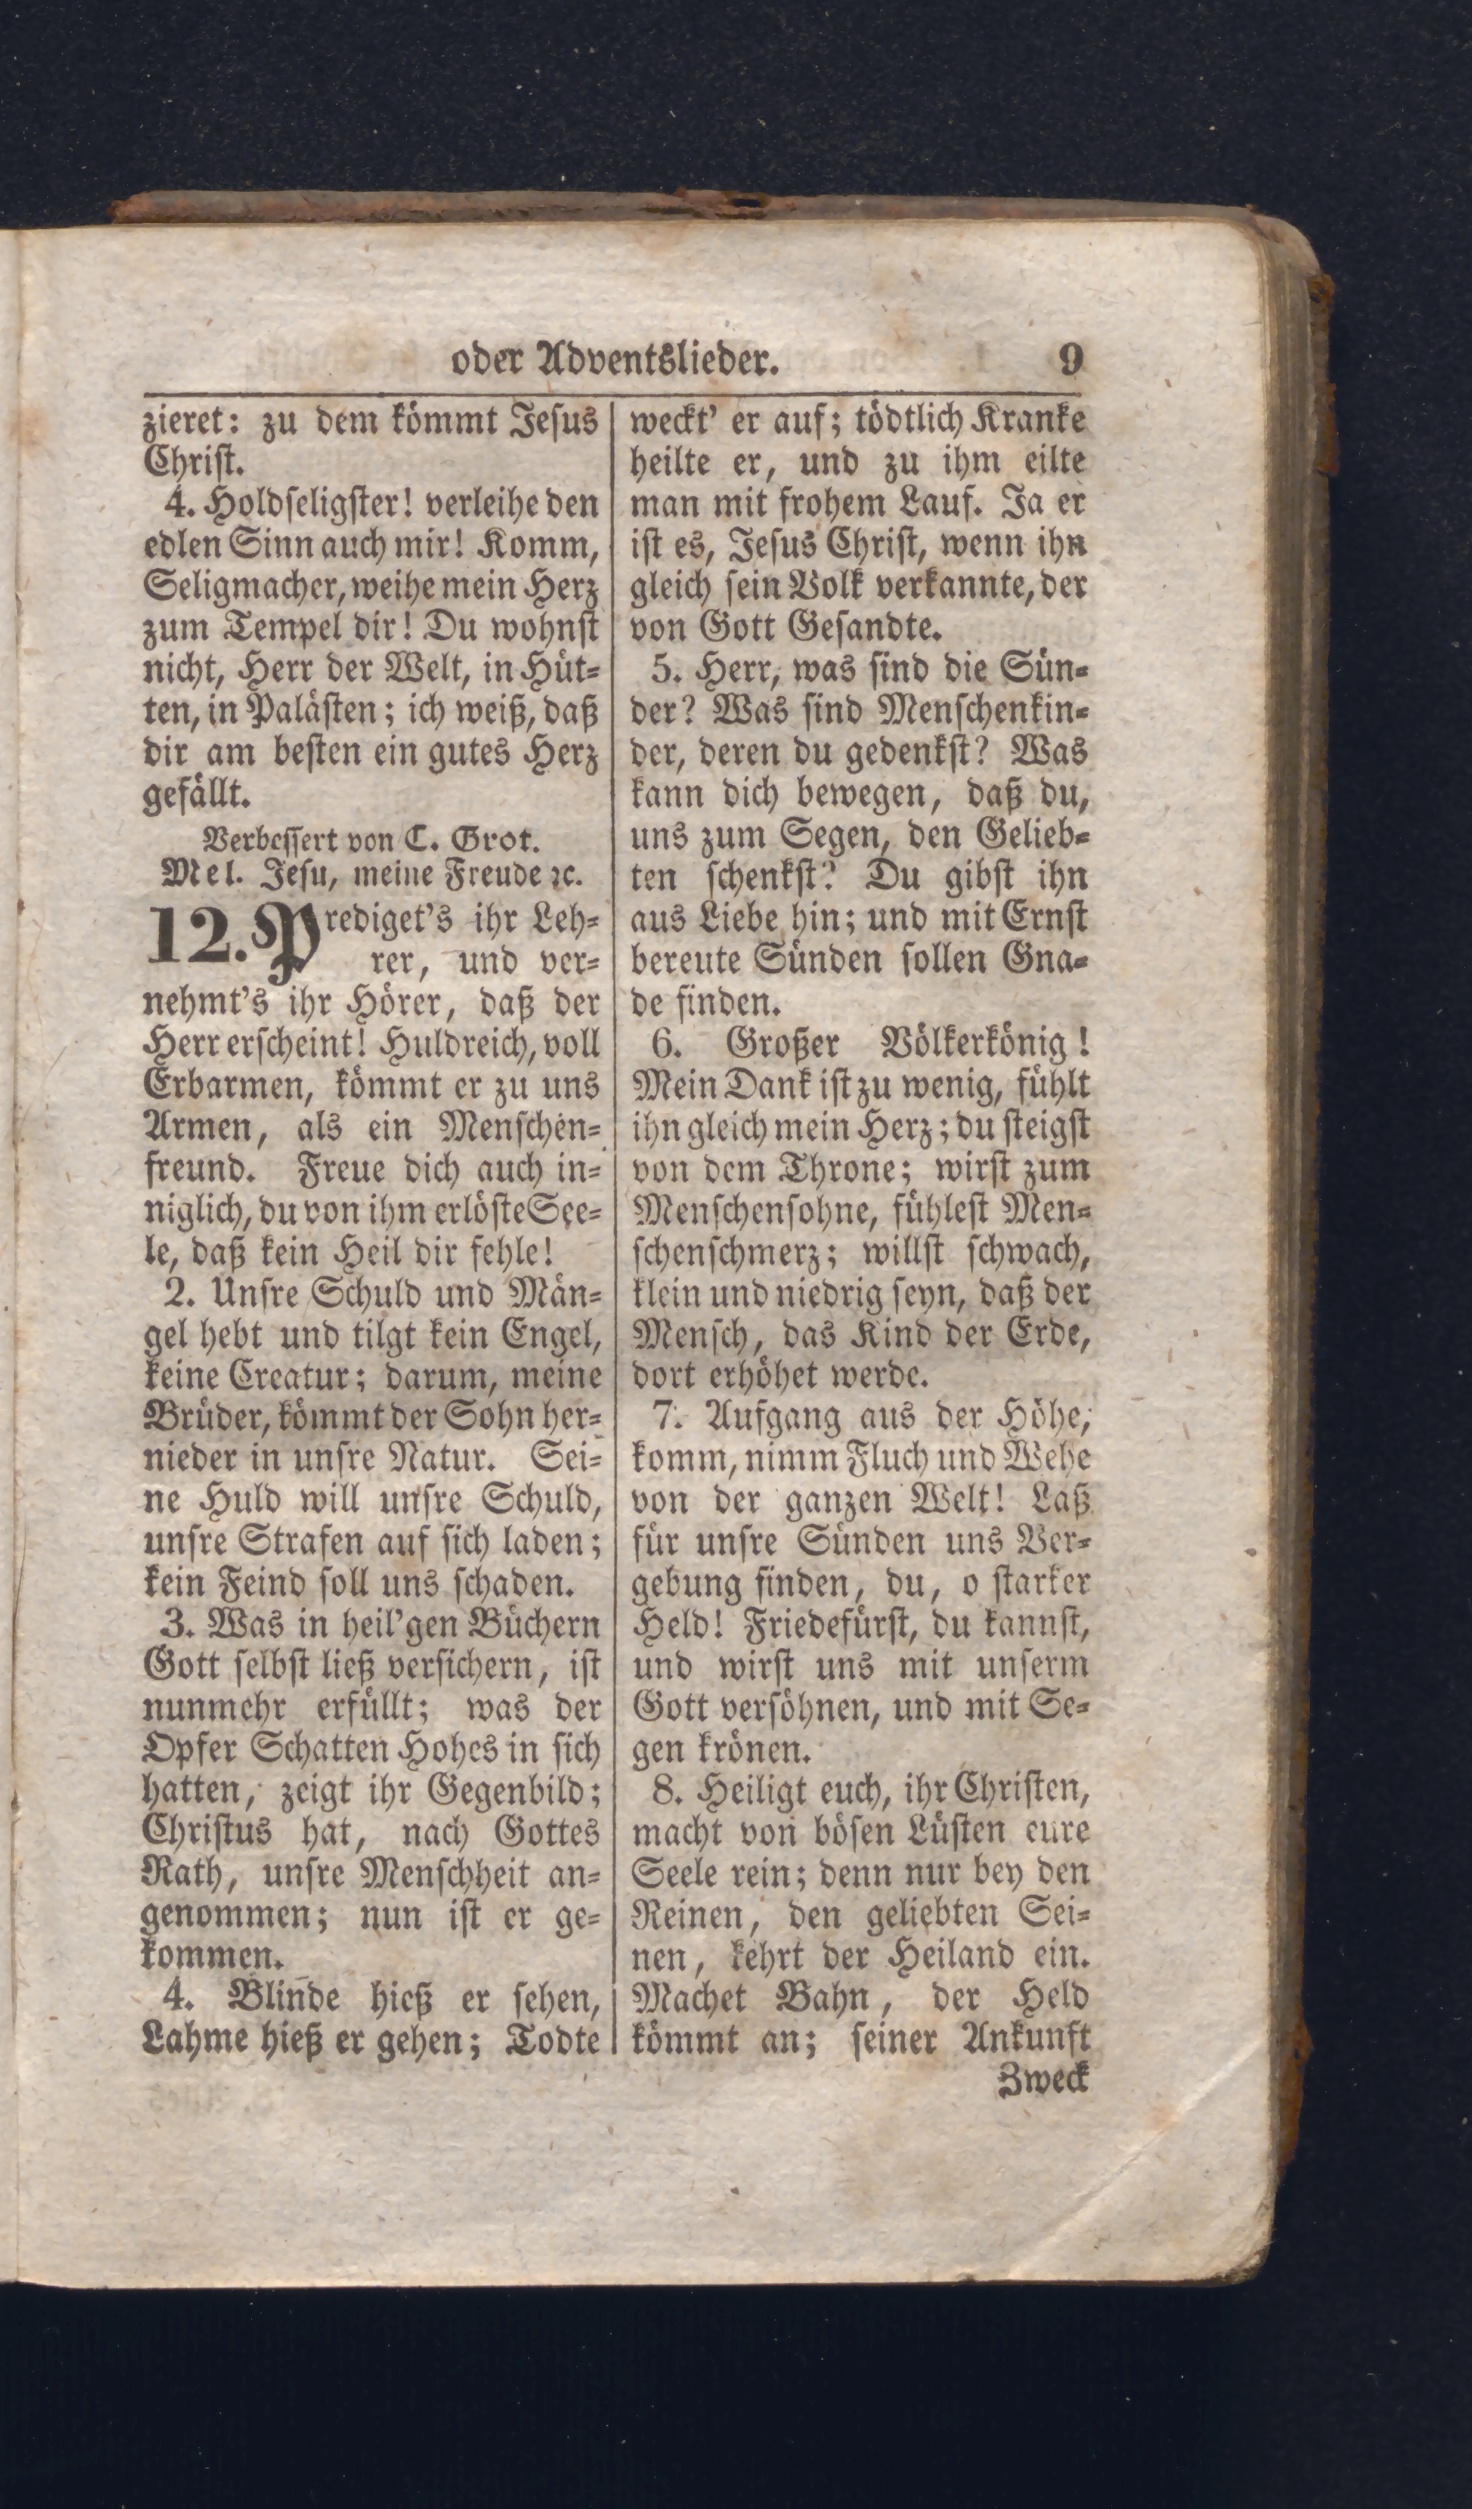 oder Adventslieder. 9
zieret: zu dem kömmt Jesus
Christ.
4. Holdseligster! verleihe den
edlen Sinn auch mir! Komm,
Seligmacher, weihe mein Herz
zum Tempel dir! Du wohnst
nicht, Herr der Welt, in Hüt-
ten, in Palästen; ich weiß, daß
dir am besten ein gutes Herz
gefällt.
Verbessert von C. Grot.
Mel. Jesu, meine Freude ꝛc.
12. Prediget's ihr Leh-
rer, und ver-
nehmt's ihr Hörer, daß der
Herr erscheint! Huldreich, voll
Erbarmen, kömmt er zu uns
Armen, als ein Menschen-
freund. Freue dich auch in-
niglich, du von ihm erlöste See-
le, daß kein Heil dir fehle!
2. Unsre Schuld und Män-
gel hebt und tilgt kein Engel,
keine Creatur; darum, meine
Brüder, kömmt der Sohn her-
nieder in unsre Natur. Sei-
ne Huld will unsre Schuld,
unsre Strafen auf sich laden;
kein Feind soll uns schaden.
3. Was in heil'gen Büchern
Gott selbst ließ versichern, ist
nunmehr erfüllt; was der
Opfer Schatten Hohes in sich
hatten, zeigt ihr Gegenbild;
Christus hat, nach Gottes
Rath, unsre Menschheit an-
genommen; nun ist er ge-
kommen.
4. Blinde hieß er sehen,
Lahme hieß er gehen; Todte
weckt' er auf; tödtlich Kranke
heilte er, und zu ihm eilte
man mit frohem Lauf. Ja er
ist es, Jesus Christ, wenn ihn
gleich sein Volk verkannte, der
von Gott Gesandte.
5. Herr, was sind die Sün-
der? Was sind Menschenkin-
der, deren du gedenkst? Was
kann dich bewegen, daß du,
uns zum Segen, den Gelieb-
ten schenkst? Du gibst ihn
aus Liebe hin; und mit Ernst
bereute Sünden sollen Gna-
de finden.
6. Großer Völkerkönig!
Mein Dank ist zu wenig, fühlt
ihn gleich mein Herz; du steigst
von dem Throne; wirst zum
Menschensohne, fühlest Men-
schenschmerz; willst schwach,
klein und niedrig seyn, daß der
Mensch, das Kind der Erde,
dort erhöhet werde.
7. Aufgang aus der Höhe,
komm, nimm Fluch und Wehe
von der ganzen Welt! Laß
für unsre Sünden uns Ver-
gebung finden, du, o starker
Held! Friedefürst, du kannst,
und wirst uns mit unserm
Gott versöhnen, und mit Se-
gen krönen.
8. Heiligt euch, ihr Christen,
macht von bösen Lüsten eure
Seele rein; denn nur bey den
Reinen, den geliebten Sei-
nen, kehrt der Heiland ein.
Machet Bahn, der Held
kömmt an; seiner Ankunft
Zweck